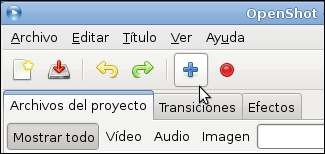 OpenShot
Archivo Editar Título Ver Ayuda
Archivos del proyecto Transiciones Efectos
Mostrar todo Vídeo Audio Imagen